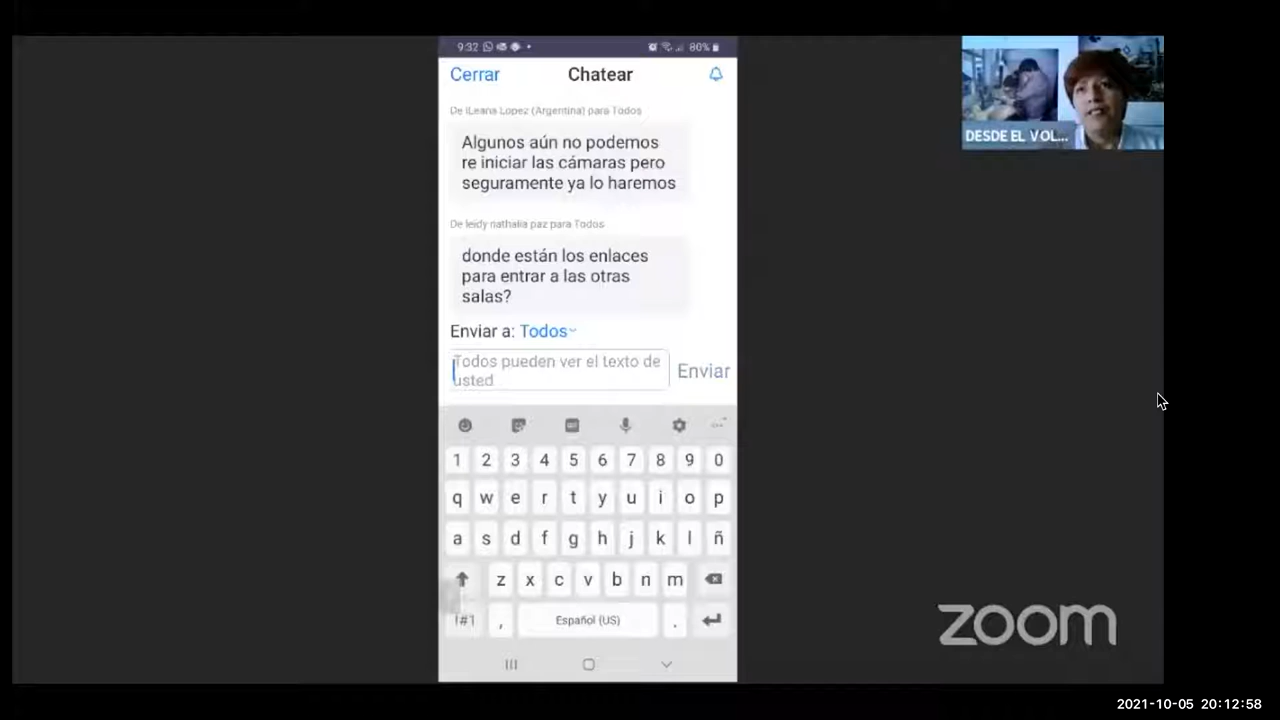 9:32
80%
Cerrar
Chatear
De ILeana Lopez (Argentina) para Todos
Algunos aún no podemos
re iniciar las cámaras pero
seguramente ya lo haremos
De leidy nathalia paz para Todos
donde están los enlaces
para entrar a las otras
salas?
Enviar a: Todos
Todos pueden ver el texto de
usted
Enviar
1 2 3 4 5 6 7 8 9 0
q w e r t y u i o p
a s d f g h j k l ñ
z x c v b n m
!#1 , Español (US) .
DESDE EL VOL...
zoom
2021-10-05 20:12:58